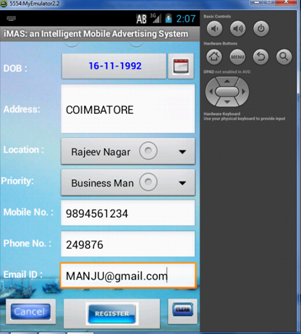 5554:MyEmulator2.2
2:07
iMAS: an Intelligent Mobile Advertising System
DOB :
16-11-1992
Address:
COIMBATORE
Location :
Rajeev Nagar
Priority:
Business Man
Mobile No. :
9894561234
Phone No. :
249876
Email ID :
MANJU@gmail.com
Cancel
REGISTER
CLEAR
Basic Controls
Hardware Buttons
MENU
DPAD not enabled in AVD
Hardware Keyboard
Use your physical keyboard to provide input